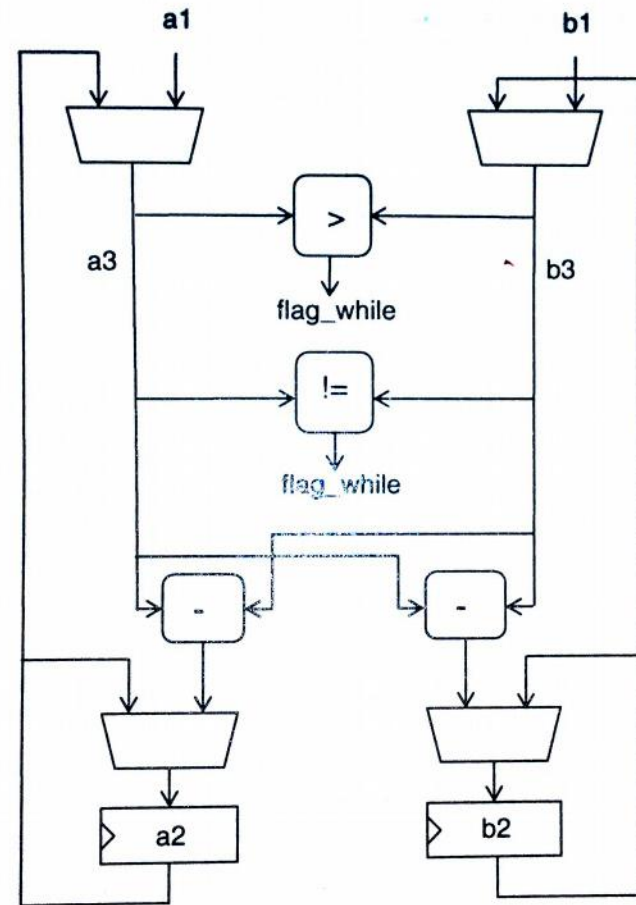 a1
b1
>
a3
b3
flag_while
!=
flag_while
-
-
a2
b2